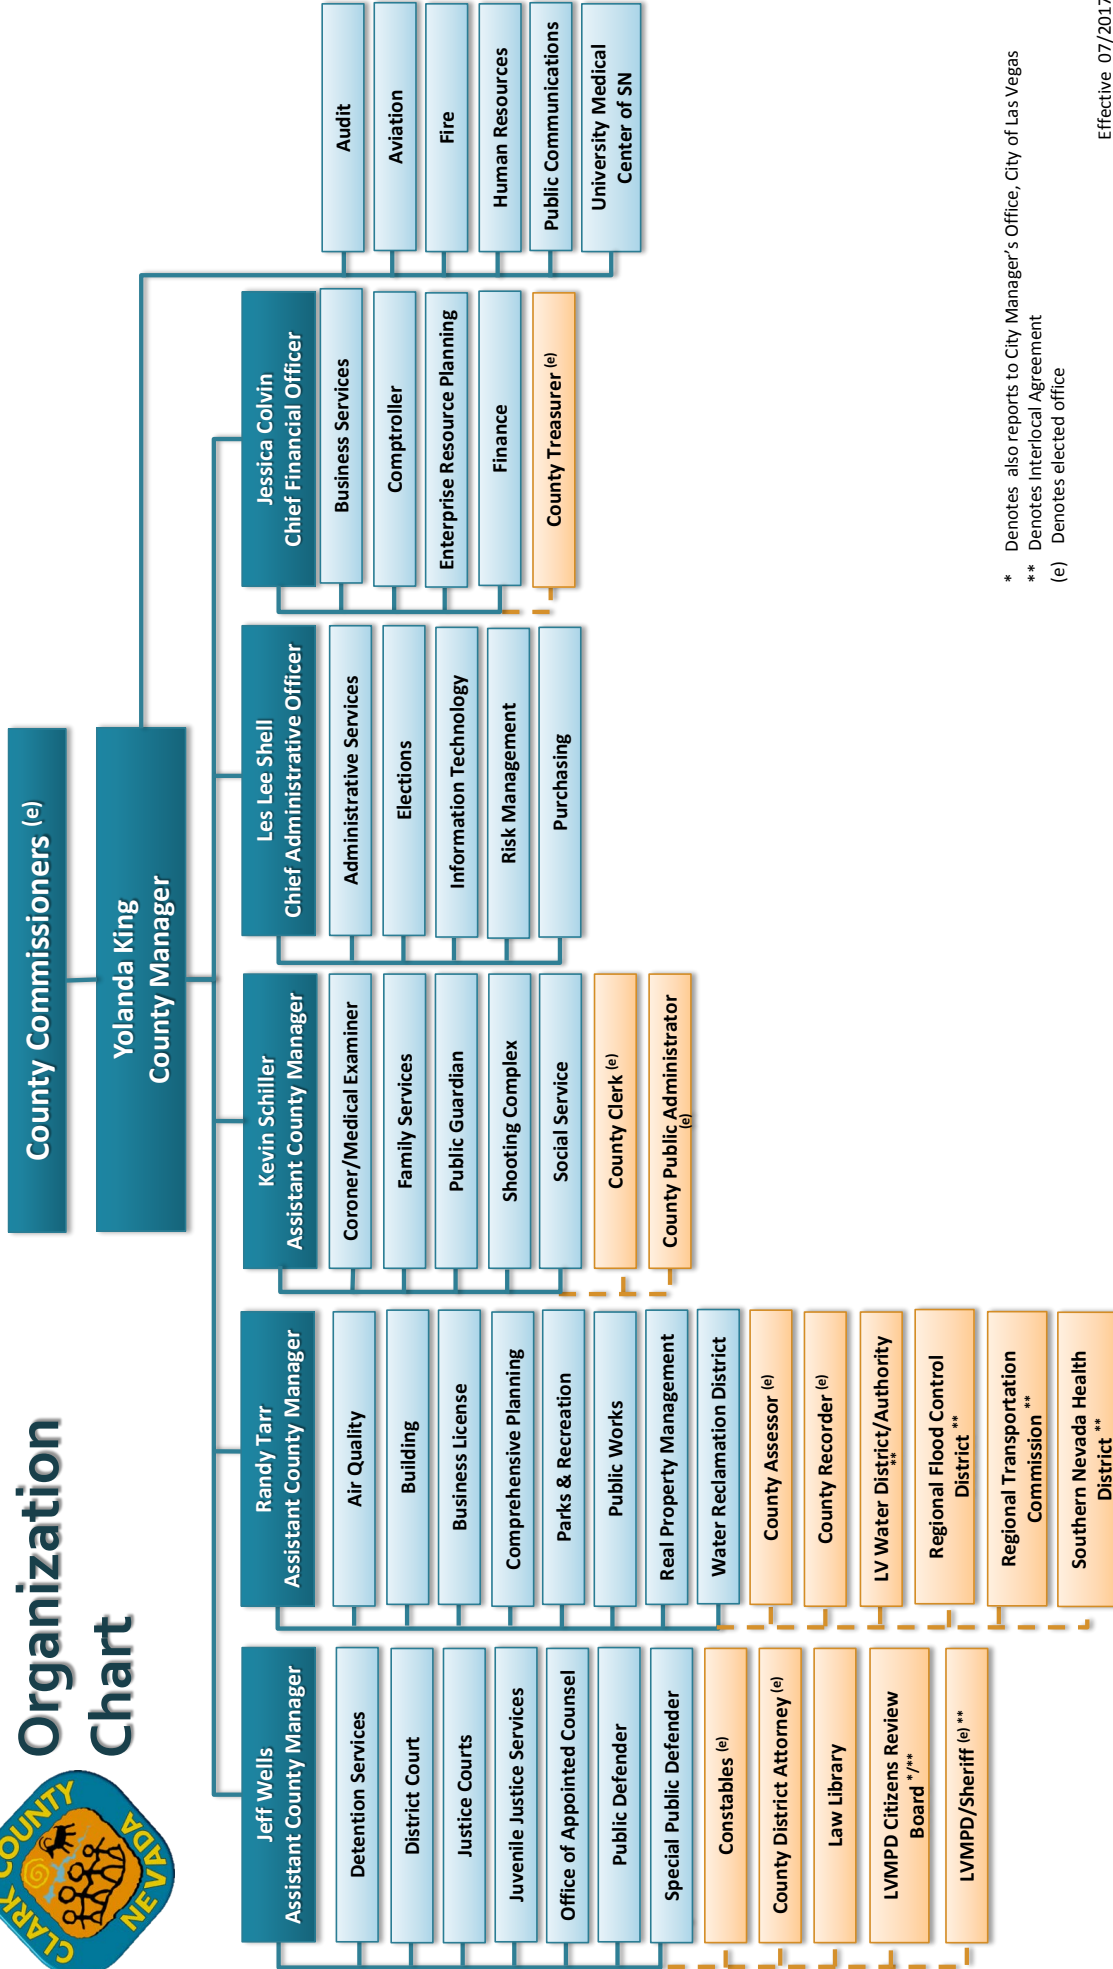 CLARK COUNTY
NEVADA
Organization
Chart
County Commissioners (e)
Yolanda King
County Manager
Jeff Wells
Assistant County Manager
Detention Services
District Court
Justice Courts
Juvenile Justice Services
Office of Appointed Counsel
Public Defender
Special Public Defender
Constables (e)
County District Attorney (e)
Law Library
LVMPD Citizens Review
Board */**
LVMPD/Sheriff (e) **
Randy Tarr
Assistant County Manager
Air Quality
Building
Business License
Comprehensive Planning
Parks & Recreation
Public Works
Real Property Management
Water Reclamation District
County Assessor (e)
County Recorder (e)
LV Water District/Authority
**
Regional Flood Control
District **
Regional Transportation
Commission **
Southern Nevada Health
District **
Kevin Schiller
Assistant County Manager
Coroner/Medical Examiner
Family Services
Public Guardian
Shooting Complex
Social Service
County Clerk (e)
County Public Administrator
(e)
Les Lee Shell
Chief Administrative Officer
Administrative Services
Elections
Information Technology
Risk Management
Purchasing
Jessica Colvin
Chief Financial Officer
Business Services
Comptroller
Enterprise Resource Planning
Finance
County Treasurer (e)
Audit
Aviation
Fire
Human Resources
Public Communications
University Medical
Center of SN
* Denotes also reports to City Manager's Office, City of Las Vegas
** Denotes Interlocal Agreement
(e) Denotes elected office
Effective 07/2017